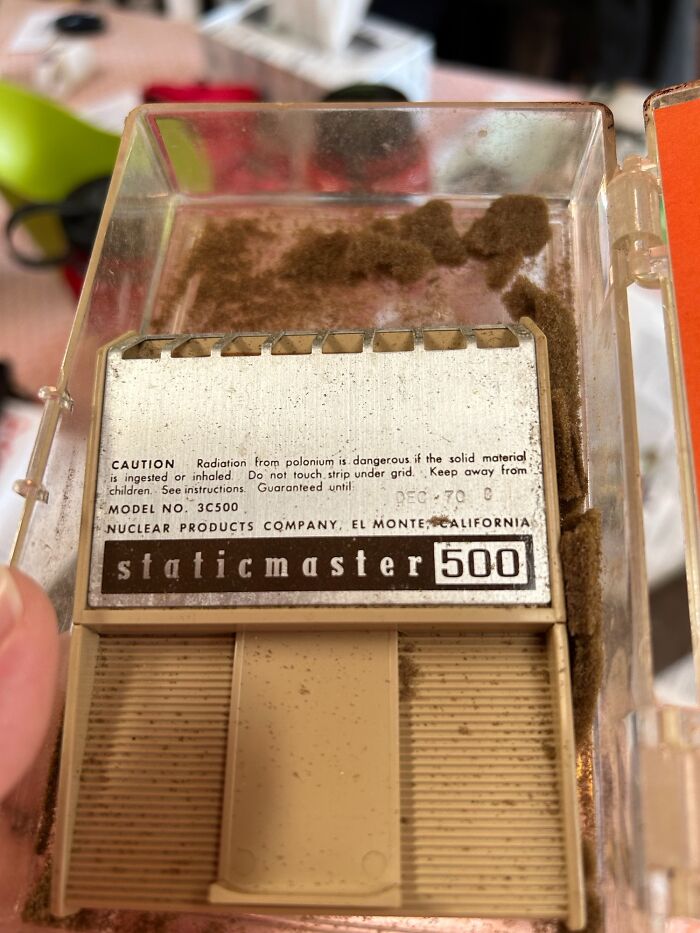 CAUTION Radiation from polonium is dangerous if the solid material
is ingested or inhaled. Do not touch strip under grid. Keep away from
children. See instructions. Guaranteed until: DEC 70
MODEL NO. 3C500
NUCLEAR PRODUCTS COMPANY, EL MONTE, CALIFORNIA
staticmaster 500